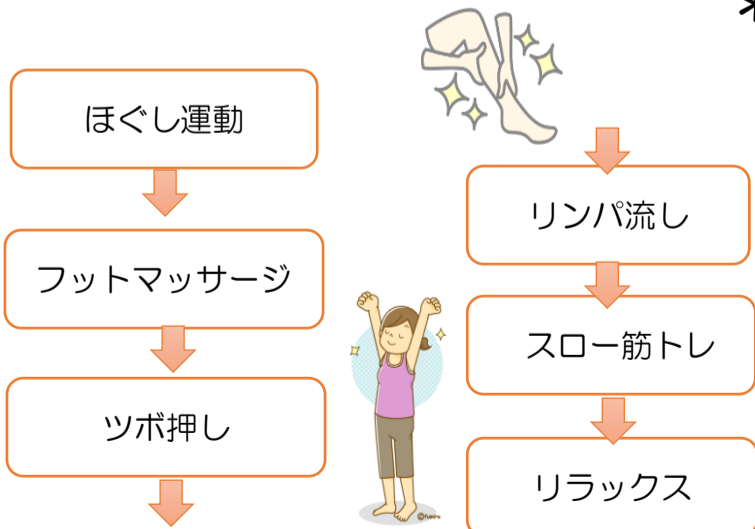 ほぐし運動
フットマッサージ
ツボ押し
リンパ流し
スロー筋トレ
リラックス